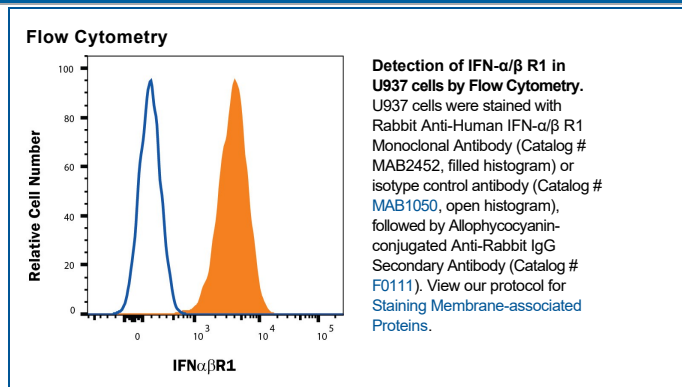 Flow Cytometry
100
80
60
40
20
0
Relative Cell Number
0
10 3
10 4
10 5
IFNαβR1
Detection of IFN-α/β R1 in
U937 cells by Flow Cytometry.
U937 cells were stained with
Rabbit Anti-Human IFN-α/β R1
Monoclonal Antibody (Catalog #
MAB2452, filled histogram) or
isotype control antibody (Catalog #
MAB1050, open histogram),
followed by Allophycocyanin-
conjugated Anti-Rabbit IgG
Secondary Antibody (Catalog #
F0111). View our protocol for
Staining Membrane-associated
Proteins.